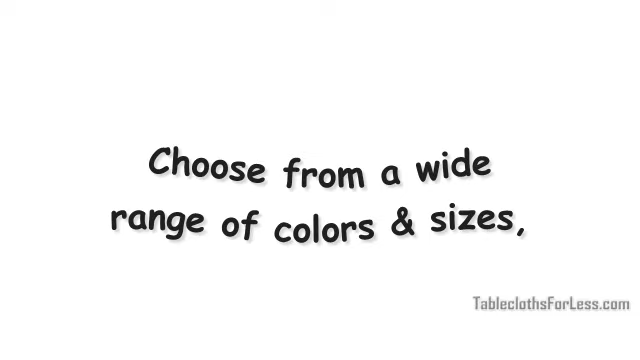 Choose from a wide
range of colors & sizes,
TableclothsForLess.com